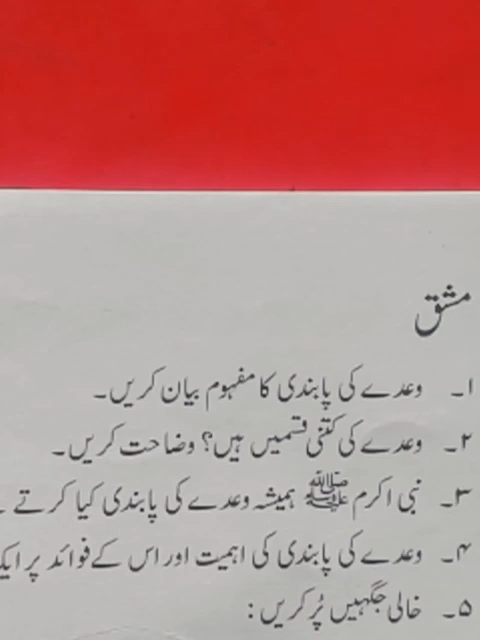 مشق
۱۔ وعدے کی پابندی کا مفہوم بیان کریں۔
۲۔ وعدے کی کتنی قسمیں ہیں؟ وضاحت کریں۔
۳۔ نبی اکرم ﷺ ہمیشہ وعدے کی پابندی کیا کرتے
۴۔ وعدے کی پابندی کی اہمیت اور اس کے فوائد پر ایک
۵۔ خالی جگہیں پُر کریں: